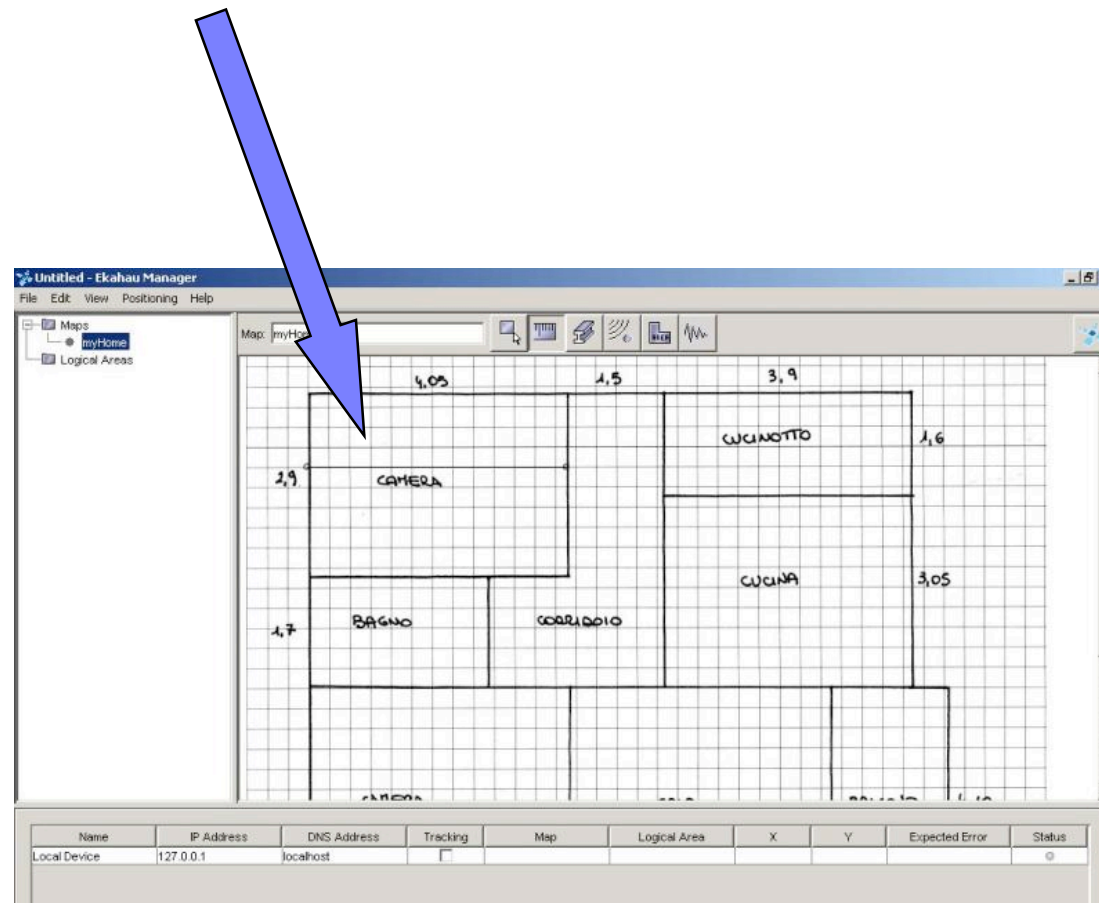 Untitled - Ekahau Manager
File Edit View Positioning Help
Maps
myHome
Logical Areas
Map: myHo
4,05 1,5 3,9
CUCINOTTO 1,6
2,9 CAMERA
CUCINA 3,05
1,7 BAGNO CORRIDOIO
CAMERA
Name IP Address DNS Address Tracking Map Logical Area X Y Expected Error Status
Local Device 127.0.0.1 localhost